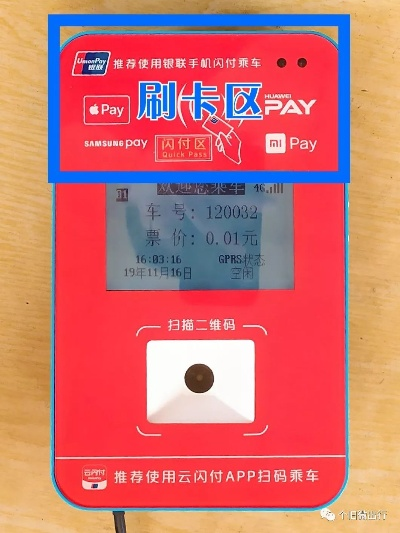 UnionPay
银联
推荐使用银联手机闪付乘车
Pay
刷卡区
HUAWEI
PAY
SAMSUNG pay
闪付区
Quick Pass
mi Pay
欢迎您乘车 4G
车 号: 120032
票 价: 0.01元
16:03:16 GPRS状态
19年11月16日 空闲
扫描二维码
云闪付
推荐使用云闪付APP扫码乘车